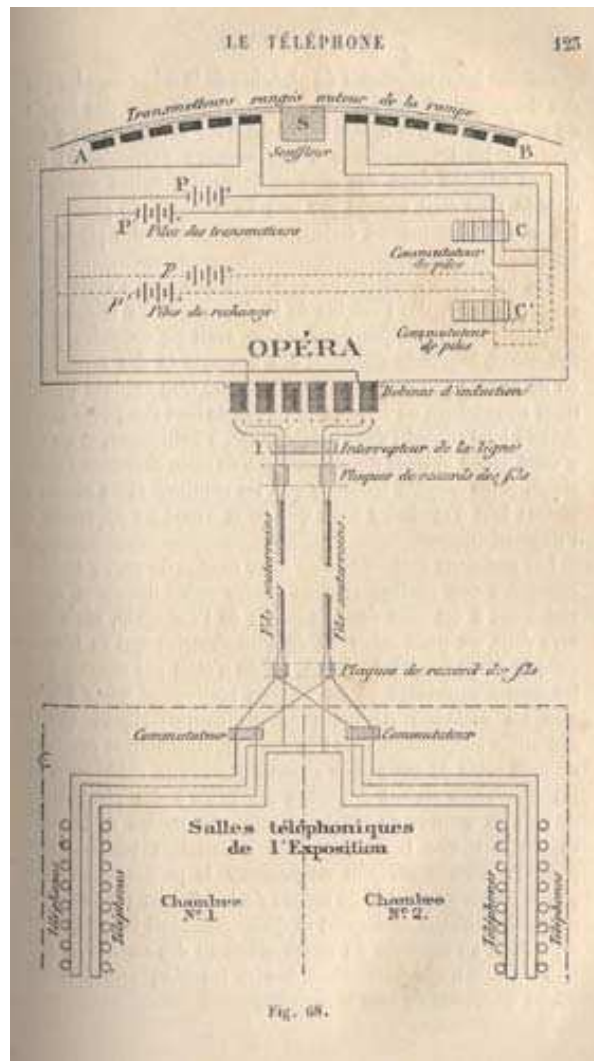 LE TÉLÉPHONE 123
Transmetteurs rangés autour de la rampe
S
A
Souffleur
B
P
P'
Piles des transmetteurs
C
Commutateur
de piles
p
p'
Piles de rechange
C'
Commutateur
de piles
OPÉRA
Bobines d'induction
I
Interrupteur de la ligne
Plaques de raccords des fils
Fils souterrains
Fils souterrains.
Plaques de raccord des fils
Commutateur
Commutateur
Salles téléphoniques
de l'Exposition
Chambre
Nº 1
Chambre
Nº 2.
Téléphones
Téléphones
Téléphones
Téléphones
Fig. 68.